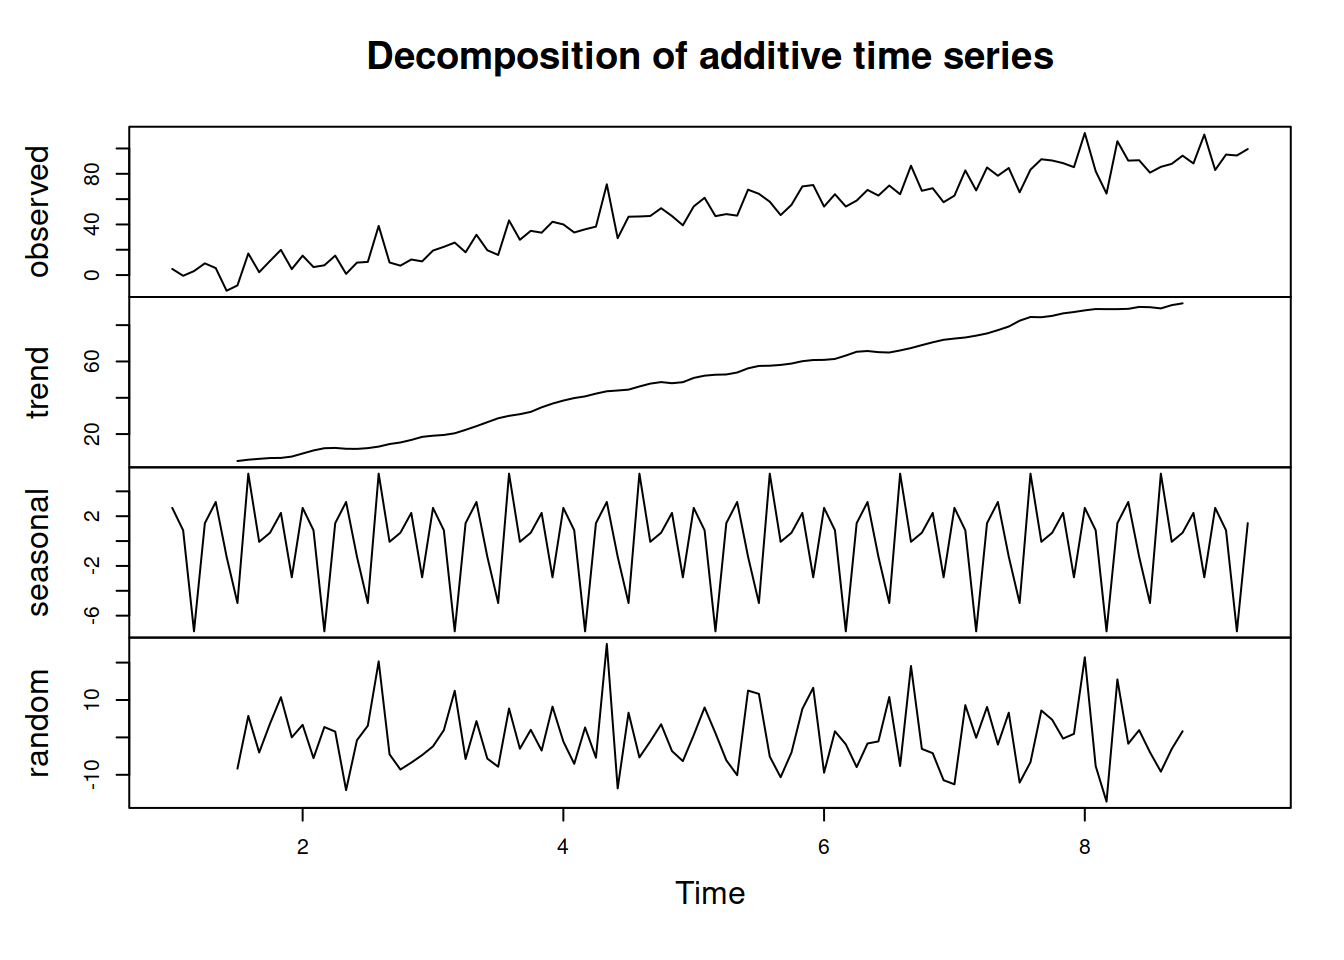 Decomposition of additive time series
observed
0 40 80
trend
20 60
seasonal
-6 -2 2
random
-10 10
2 4 6 8
Time